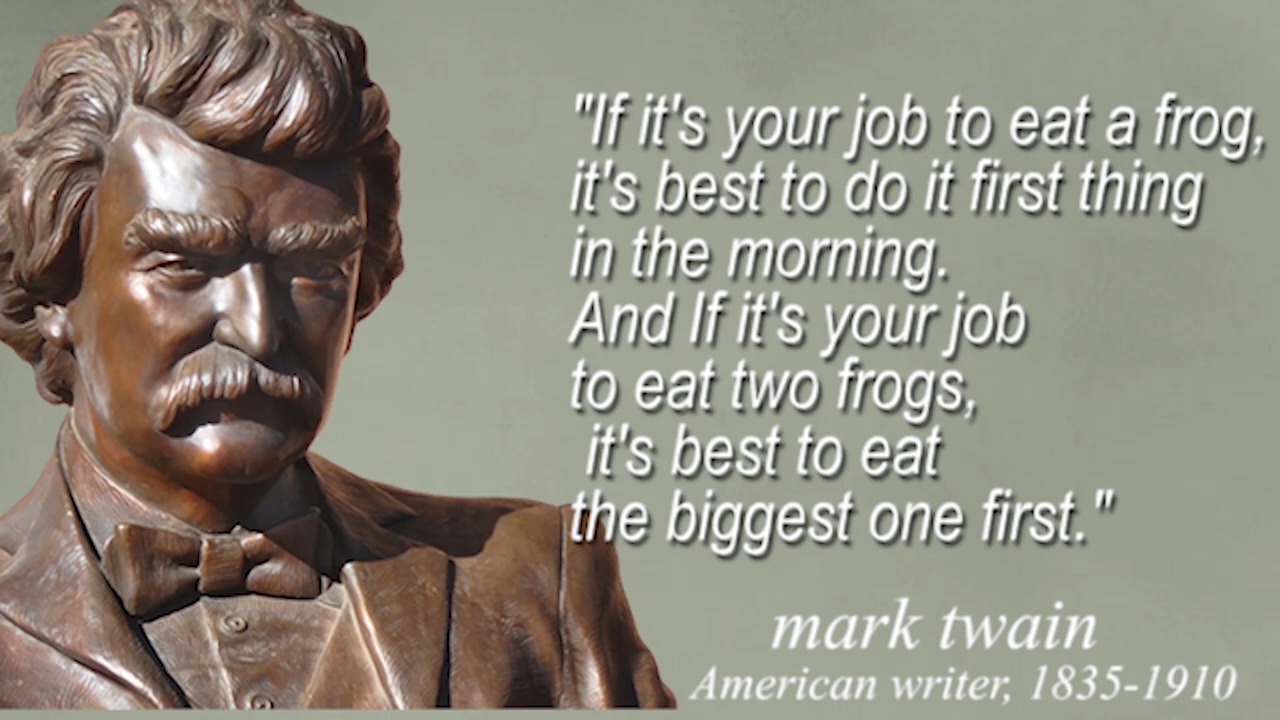 "If it's your job to eat a frog,
it's best to do it first thing
in the morning.
And If it's your job
to eat two frogs,
it's best to eat
the biggest one first."
mark twain
American writer, 1835-1910